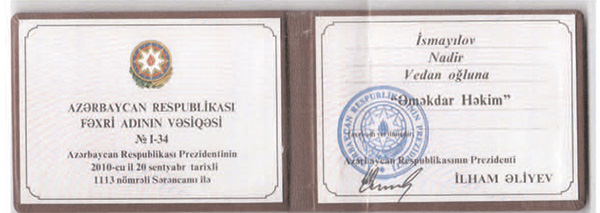 AZƏRBAYCAN RESPUBLİKASI
FƏXRİ ADININ VƏSİQƏSİ
№ I-34
Azərbaycan Respublikası Prezidentinin
2010-cu il 20 sentyabr tarixli
1113 nömrəli Sərəncamı ilə
İsmayılov
Nadir
Vedan oğluna
“Əməkdar Həkim”
Azərbaycan Respublikasının Prezidenti
İLHAM ƏLİYEV